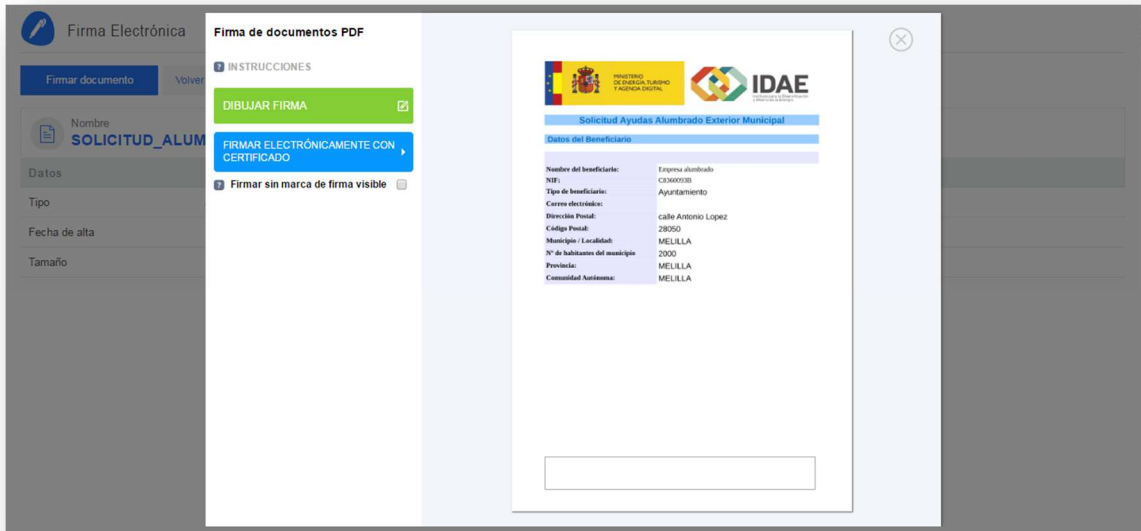 Firma Electrónica
Firmar documento
Volver
Nombre
SOLICITUD_ALUM
Datos
Tipo
Fecha de alta
Tamaño
Firma de documentos PDF
? INSTRUCCIONES
DIBUJAR FIRMA
FIRMAR ELECTRÓNICAMENTE CON
CERTIFICADO
? Firmar sin marca de firma visible
MINISTERIO
DE ENERGÍA, TURISMO
Y AGENDA DIGITAL
IDAE
Solicitud Ayudas Alumbrado Exterior Municipal
Datos del Beneficiario
Nombre del beneficiario: Empresa alumbrado
NIF: C8360093B
Tipo de beneficiario: Ayuntamiento
Correo electrónico:
Dirección Postal: calle Antonio Lopez
Código Postal: 28050
Municipio / Localidad: MELILLA
Nº de habitantes del municipio 2000
Provincia: MELILLA
Comunidad Autónoma: MELILLA